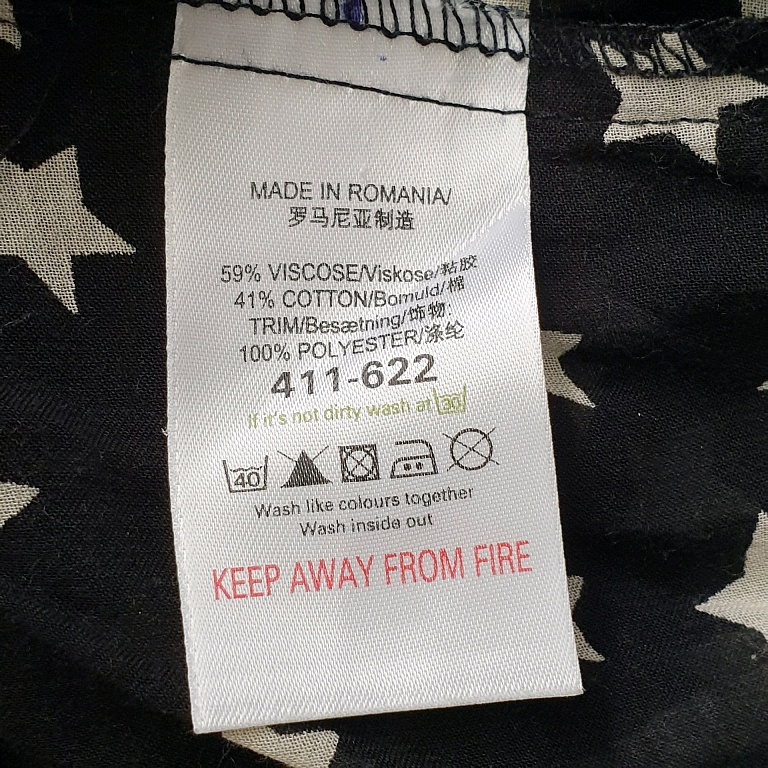 MADE IN ROMANIA/
罗马尼亚制造
59% VISCOSE/Viskose/粘胶
41% COTTON/Bomuld/棉
TRIM/Besætning/饰物:
100% POLYESTER/涤纶
411-622
If it's not dirty wash at 30
40
Wash like colours together
Wash inside out
KEEP AWAY FROM FIRE